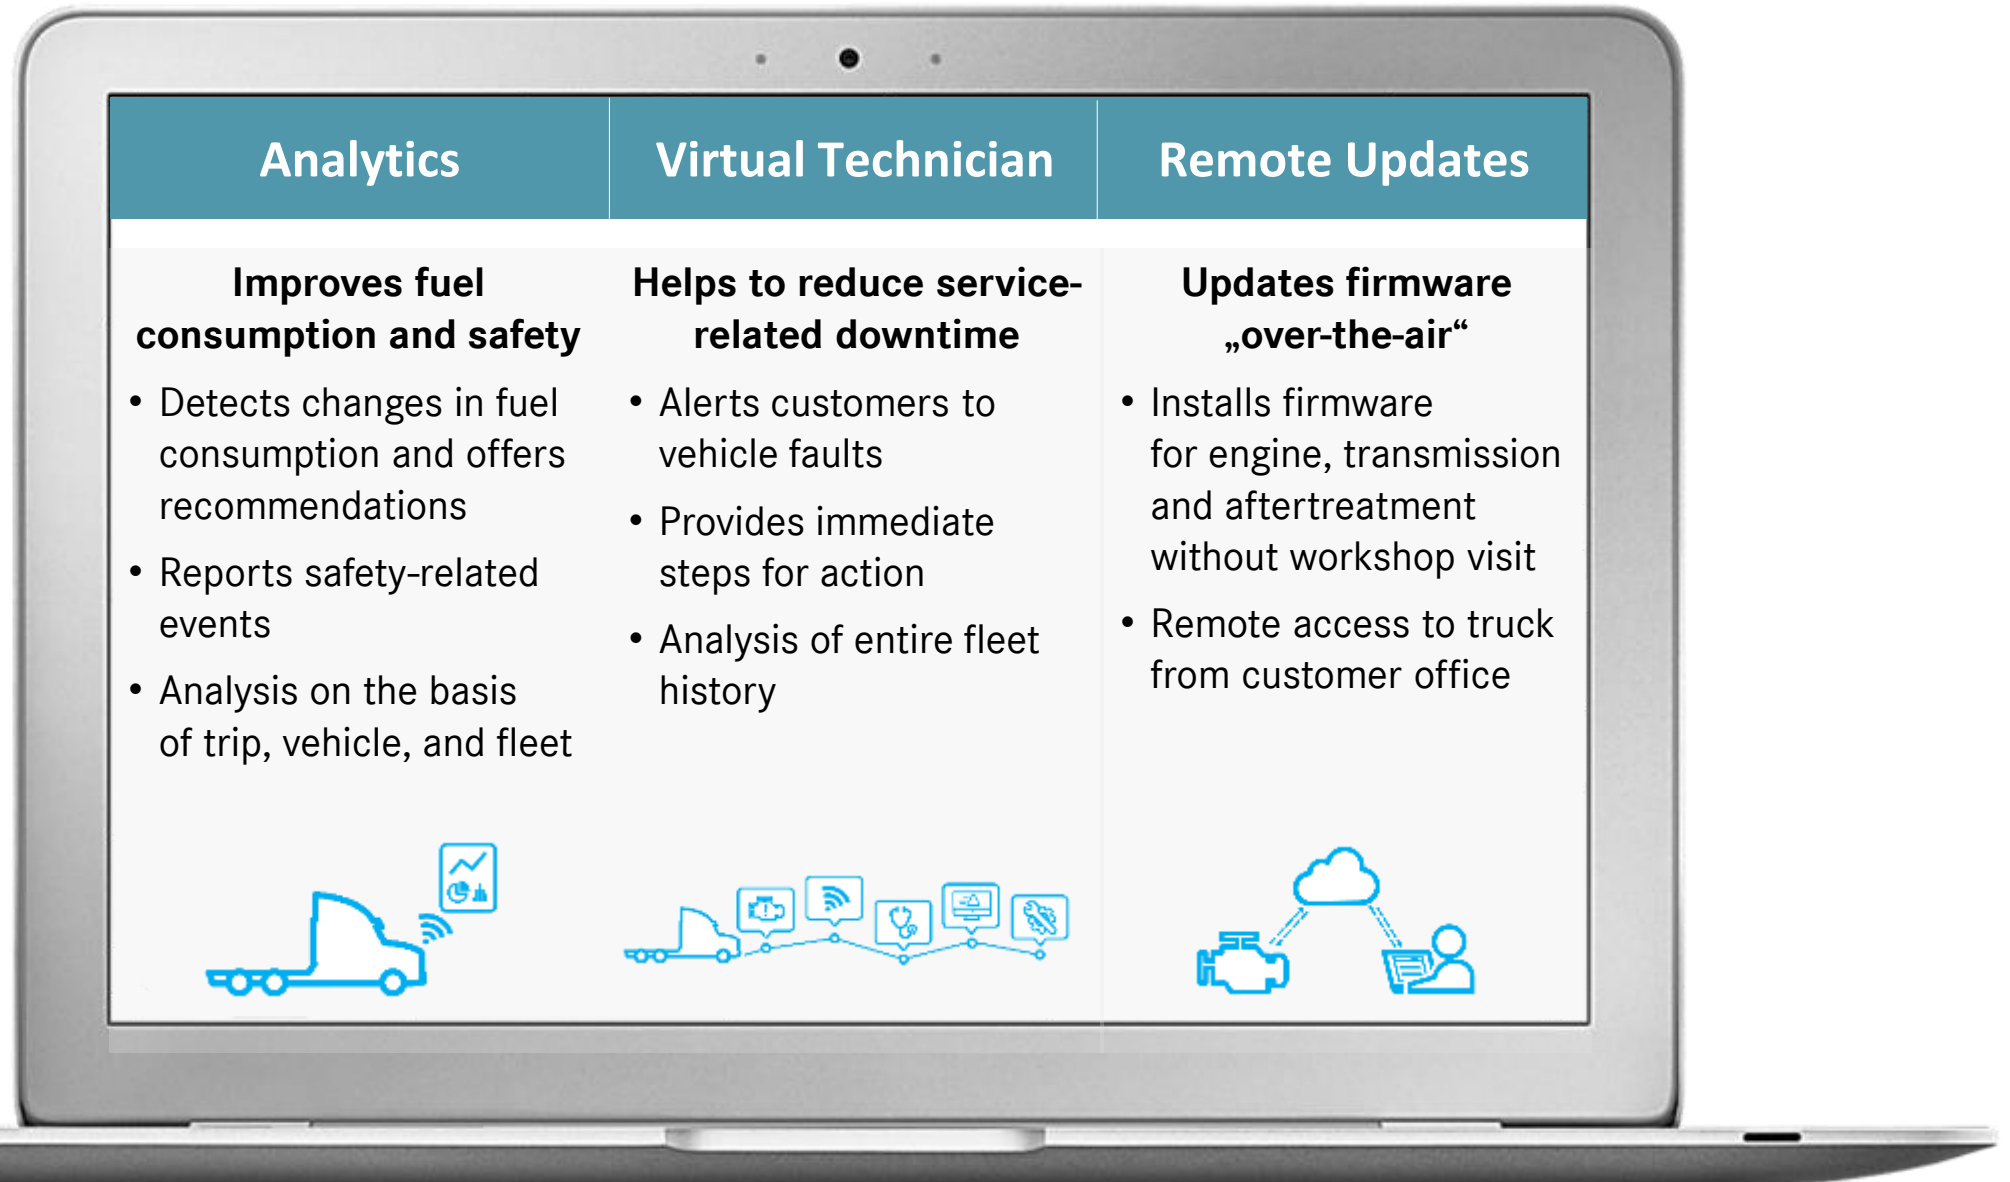 Analytics
Virtual Technician
Remote Updates
Improves fuel
consumption and safety
• Detects changes in fuel
consumption and offers
recommendations
• Reports safety-related
events
• Analysis on the basis
of trip, vehicle, and fleet
Helps to reduce service-
related downtime
• Alerts customers to
vehicle faults
• Provides immediate
steps for action
• Analysis of entire fleet
history
Updates firmware
„over-the-air“
• Installs firmware
for engine, transmission
and aftertreatment
without workshop visit
• Remote access to truck
from customer office